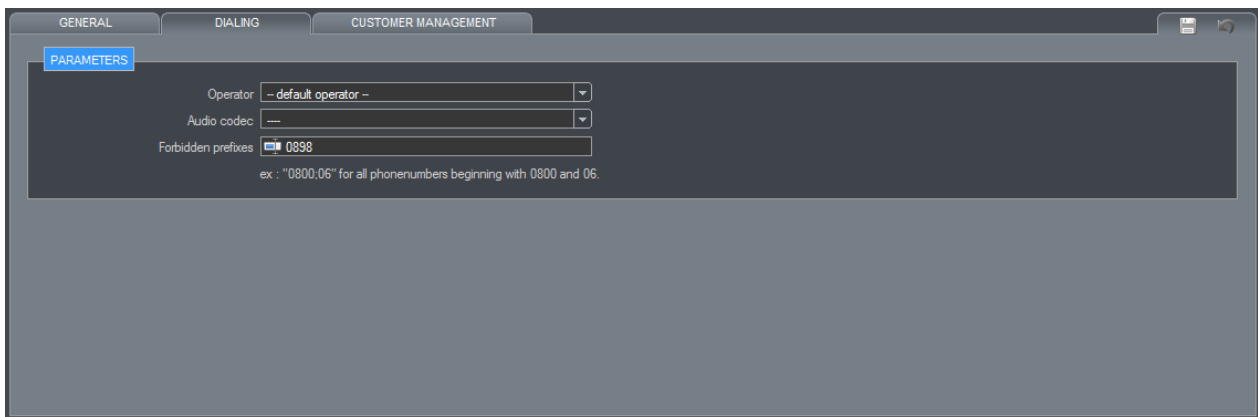 GENERAL DIALING CUSTOMER MANAGEMENT
PARAMETERS
Operator -- default operator --
Audio codec ----
Forbidden prefixes 0898
ex : "0800;06" for all phonenumbers beginning with 0800 and 06.